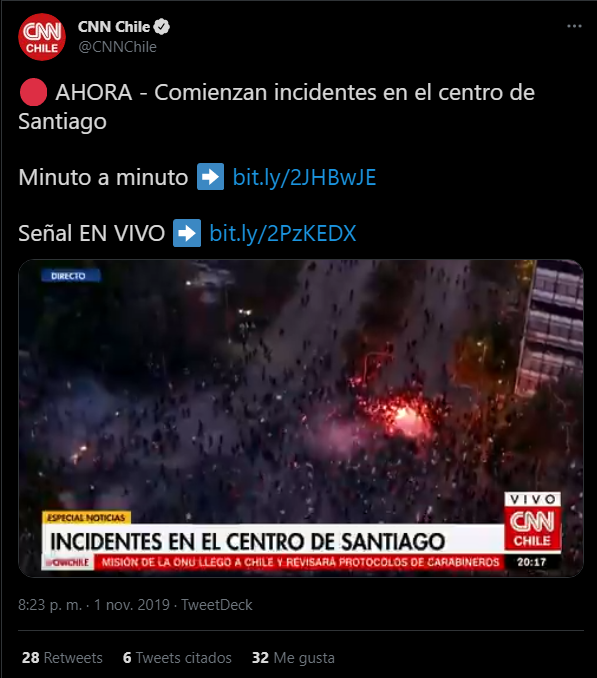 CNN CHILE
CNN Chile
@CNNChile
AHORA - Comienzan incidentes en el centro de
Santiago
Minuto a minuto ➡ bit.ly/2JHBwJE
Señal EN VIVO ➡ bit.ly/2PzKEDX
DIRECTO
VIVO
CNN
CHILE
20:17
ESPECIAL NOTICIAS
INCIDENTES EN EL CENTRO DE SANTIAGO
@CNNCHILE MISIÓN DE LA ONU LLEGO A CHILE Y REVISARÁ PROTOCOLOS DE CARABINEROS
8:23 p. m. · 1 nov. 2019 · TweetDeck
28 Retweets 6 Tweets citados 32 Me gusta